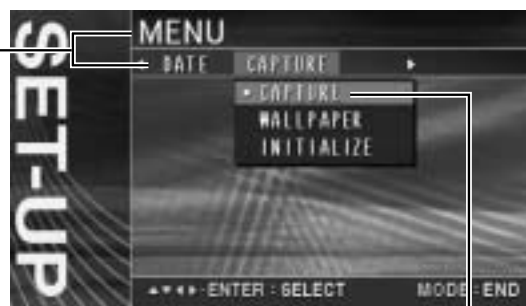 SET-UP
MENU
DATE CAPTURE
CAPTURE
WALLPAPER
INITIALIZE
▲▼◄►·ENTER : SELECT MODE : END